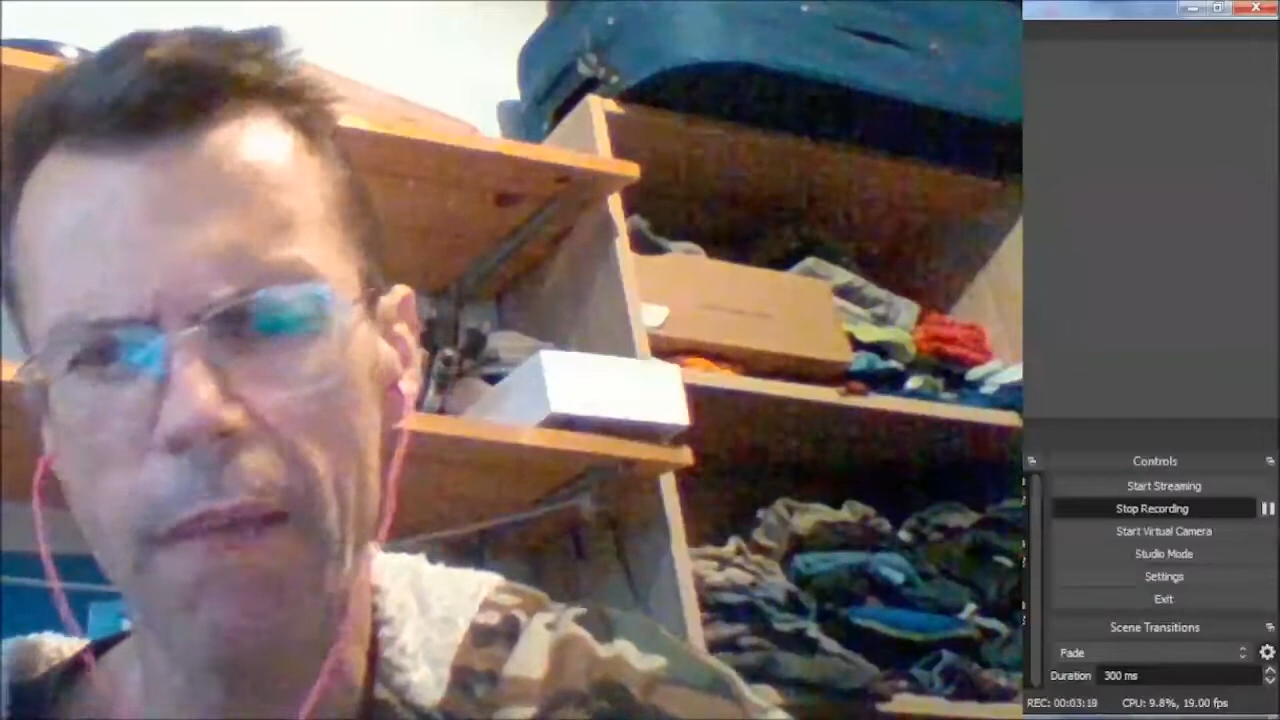 Controls
Start Streaming
Stop Recording
Start Virtual Camera
Studio Mode
Settings
Exit
Scene Transitions
Fade
Duration 300 ms
REC: 00:03:19 CPU: 9.8%, 19.00 fps